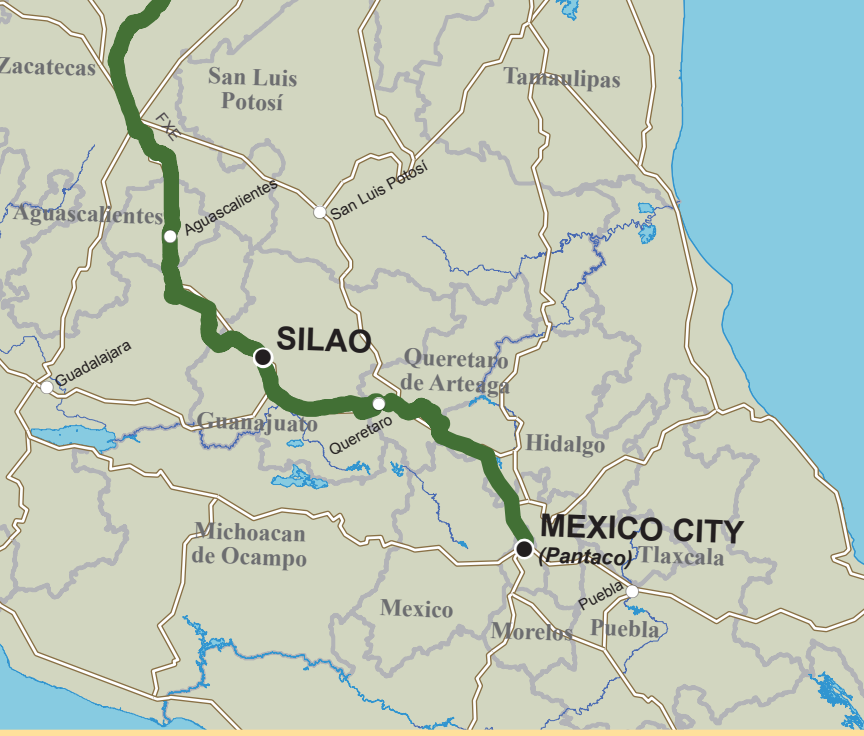 Zacatecas
San Luis
Potosí
Tamaulipas
FXE
San Luis Potosí
Aguascalientes
Aguascalientes
SILAO
Guadalajara
Queretaro
de Arteaga
Guanajuato
Queretaro
Hidalgo
MEXICO CITY
(Pantaco)
Tlaxcala
Michoacan
de Ocampo
Puebla
Mexico
Morelos
Puebla